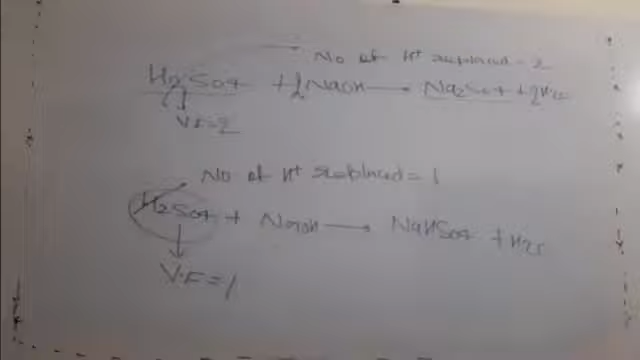 No of H+ replaced = 2
H2SO4 + 2NaOH → Na2SO4 + 2H2O
V.F = 2
No of H+ replaced = 1
H2SO4 + NaOH → NaHSO4 + H2O
V.F = 1